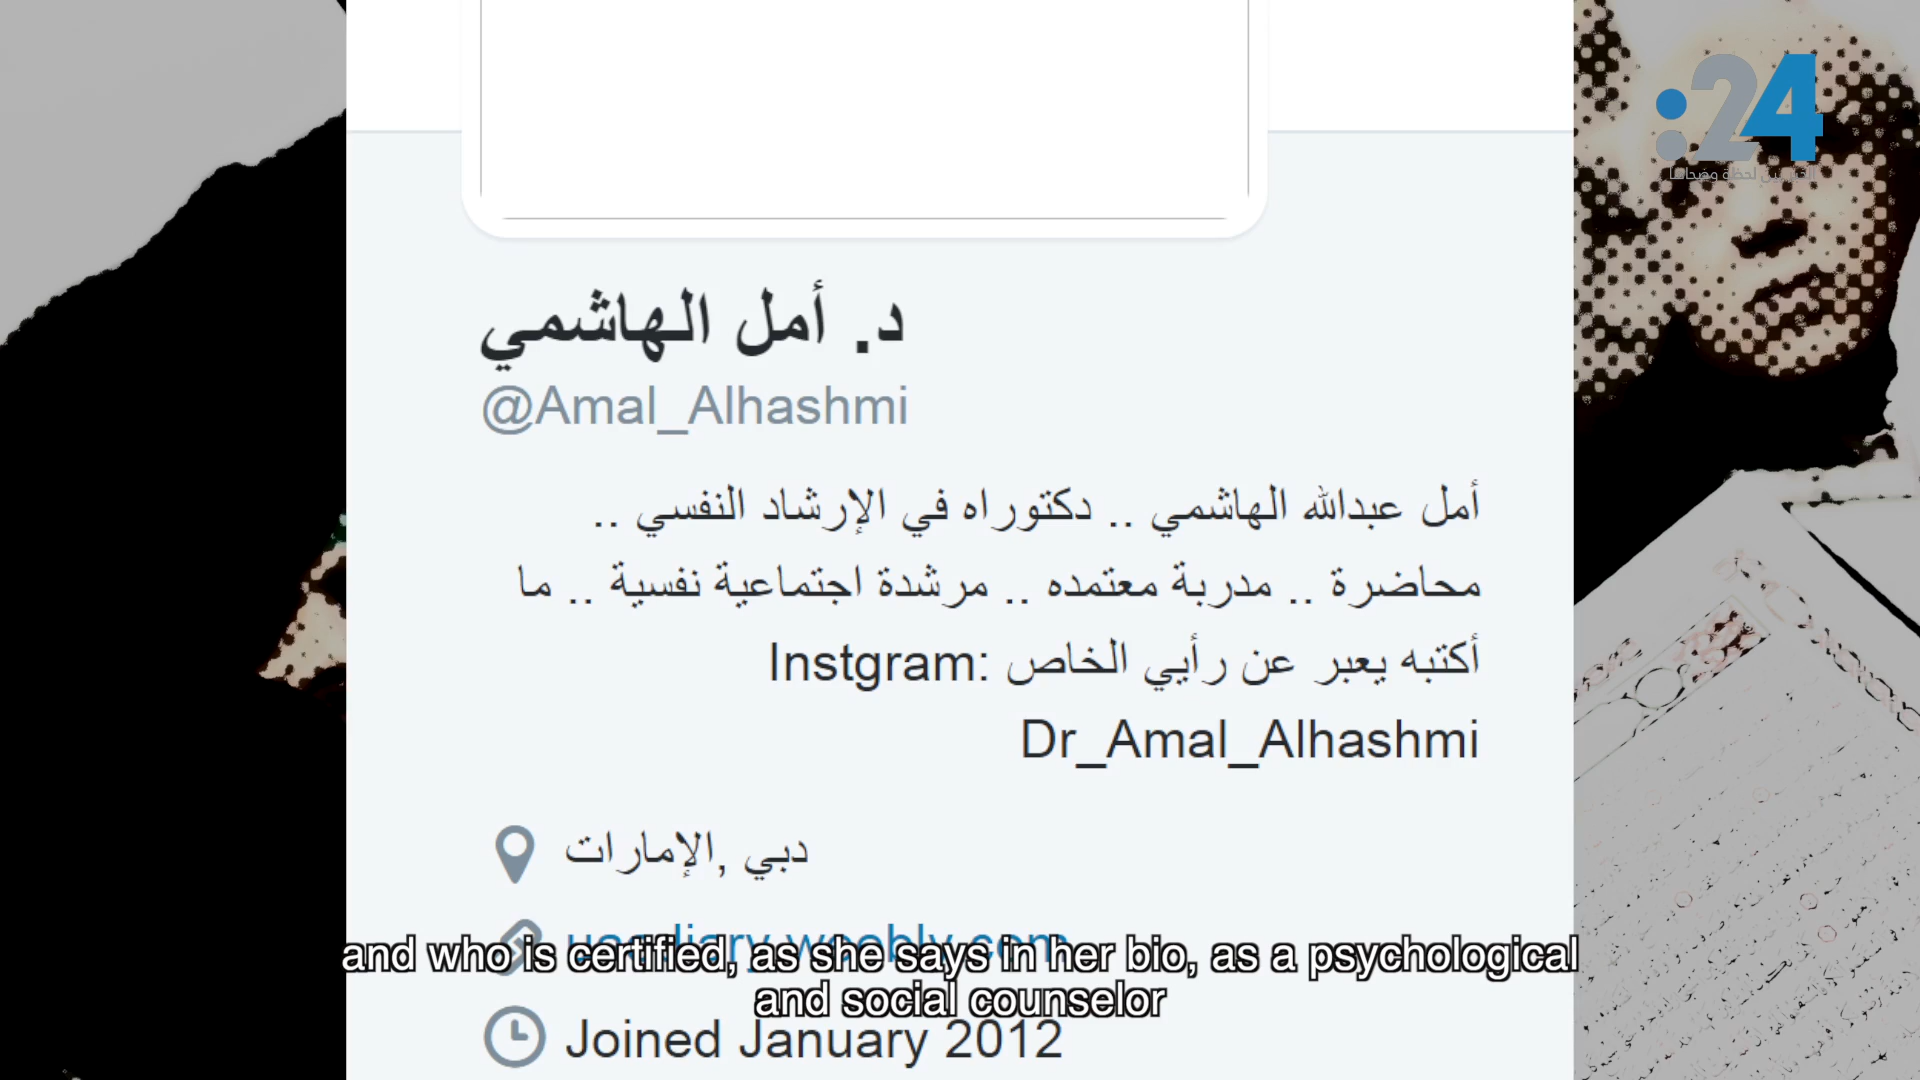 :24
د. أمل الهاشمي
@Amal_Alhashmi
أمل عبدالله الهاشمي .. دكتوراه في الإرشاد النفسي ..
محاضرة .. مدربة معتمده .. مرشدة اجتماعية نفسية .. ما
أكتبه يعبر عن رأيي الخاص :Instgram
Dr_Amal_Alhashmi
دبي ,الإمارات
and who is certified, as she says in her bio, as a psychological
and social counselor
Joined January 2012